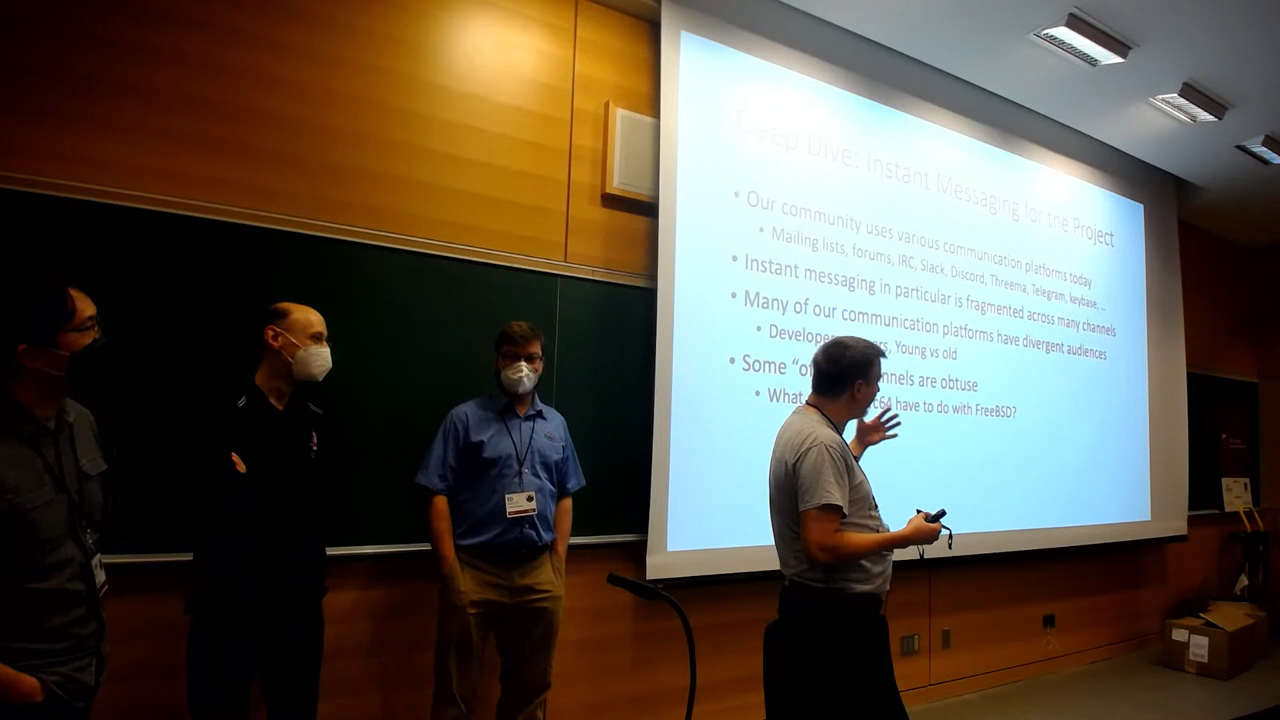 Deep Dive: Instant Messaging for the Project
• Our community uses various communication platforms today
• Mailing lists, forums, IRC, Slack, Discord, Threema, Telegram, keybase, ...
• Instant messaging in particular is fragmented across many channels
• Many of our communication platforms have divergent audiences
• Young vs old
• Some are obtuse
• What have to do with FreeBSD?
ED